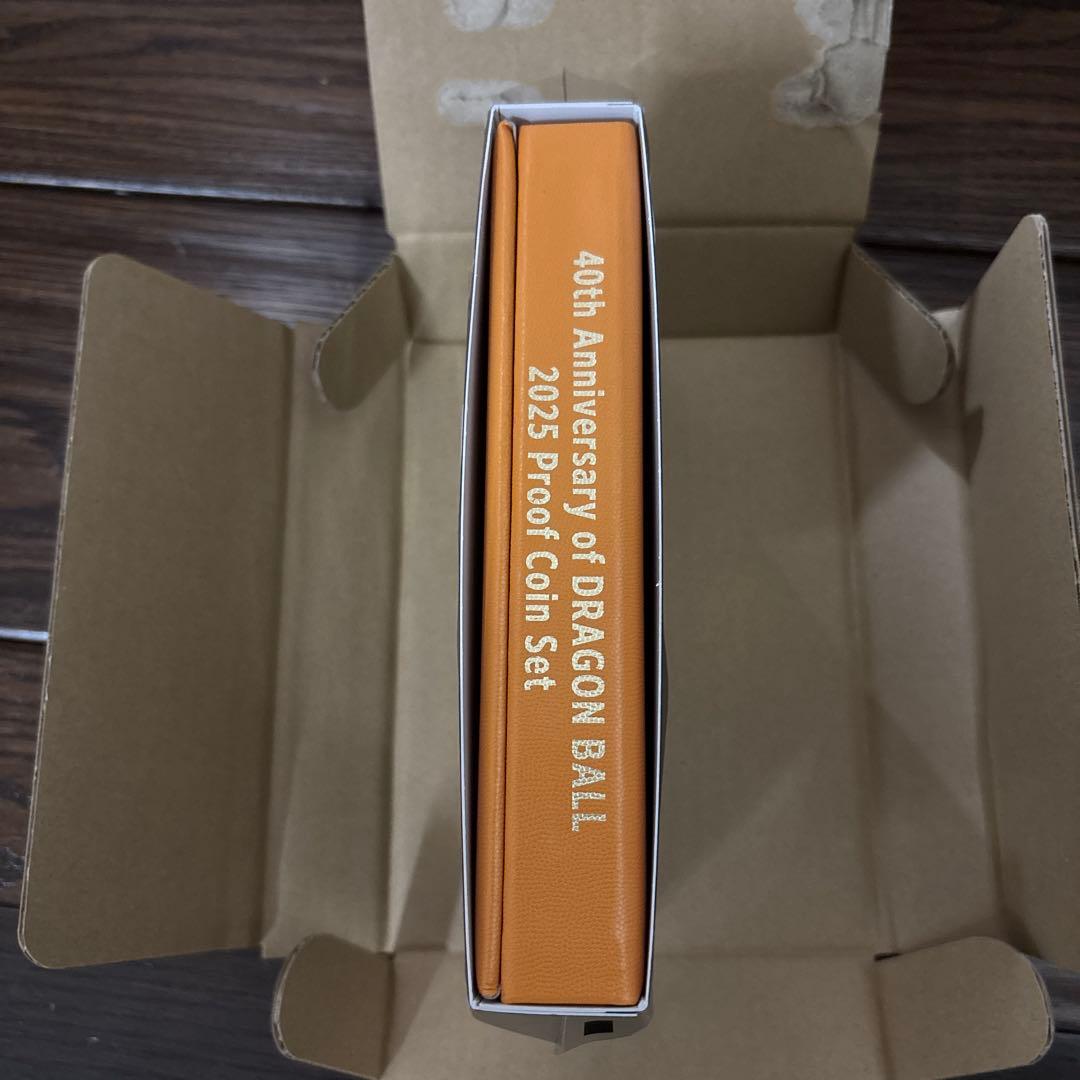 40th Anniversary of DRAGON BALL
2025 Proof Coin Set